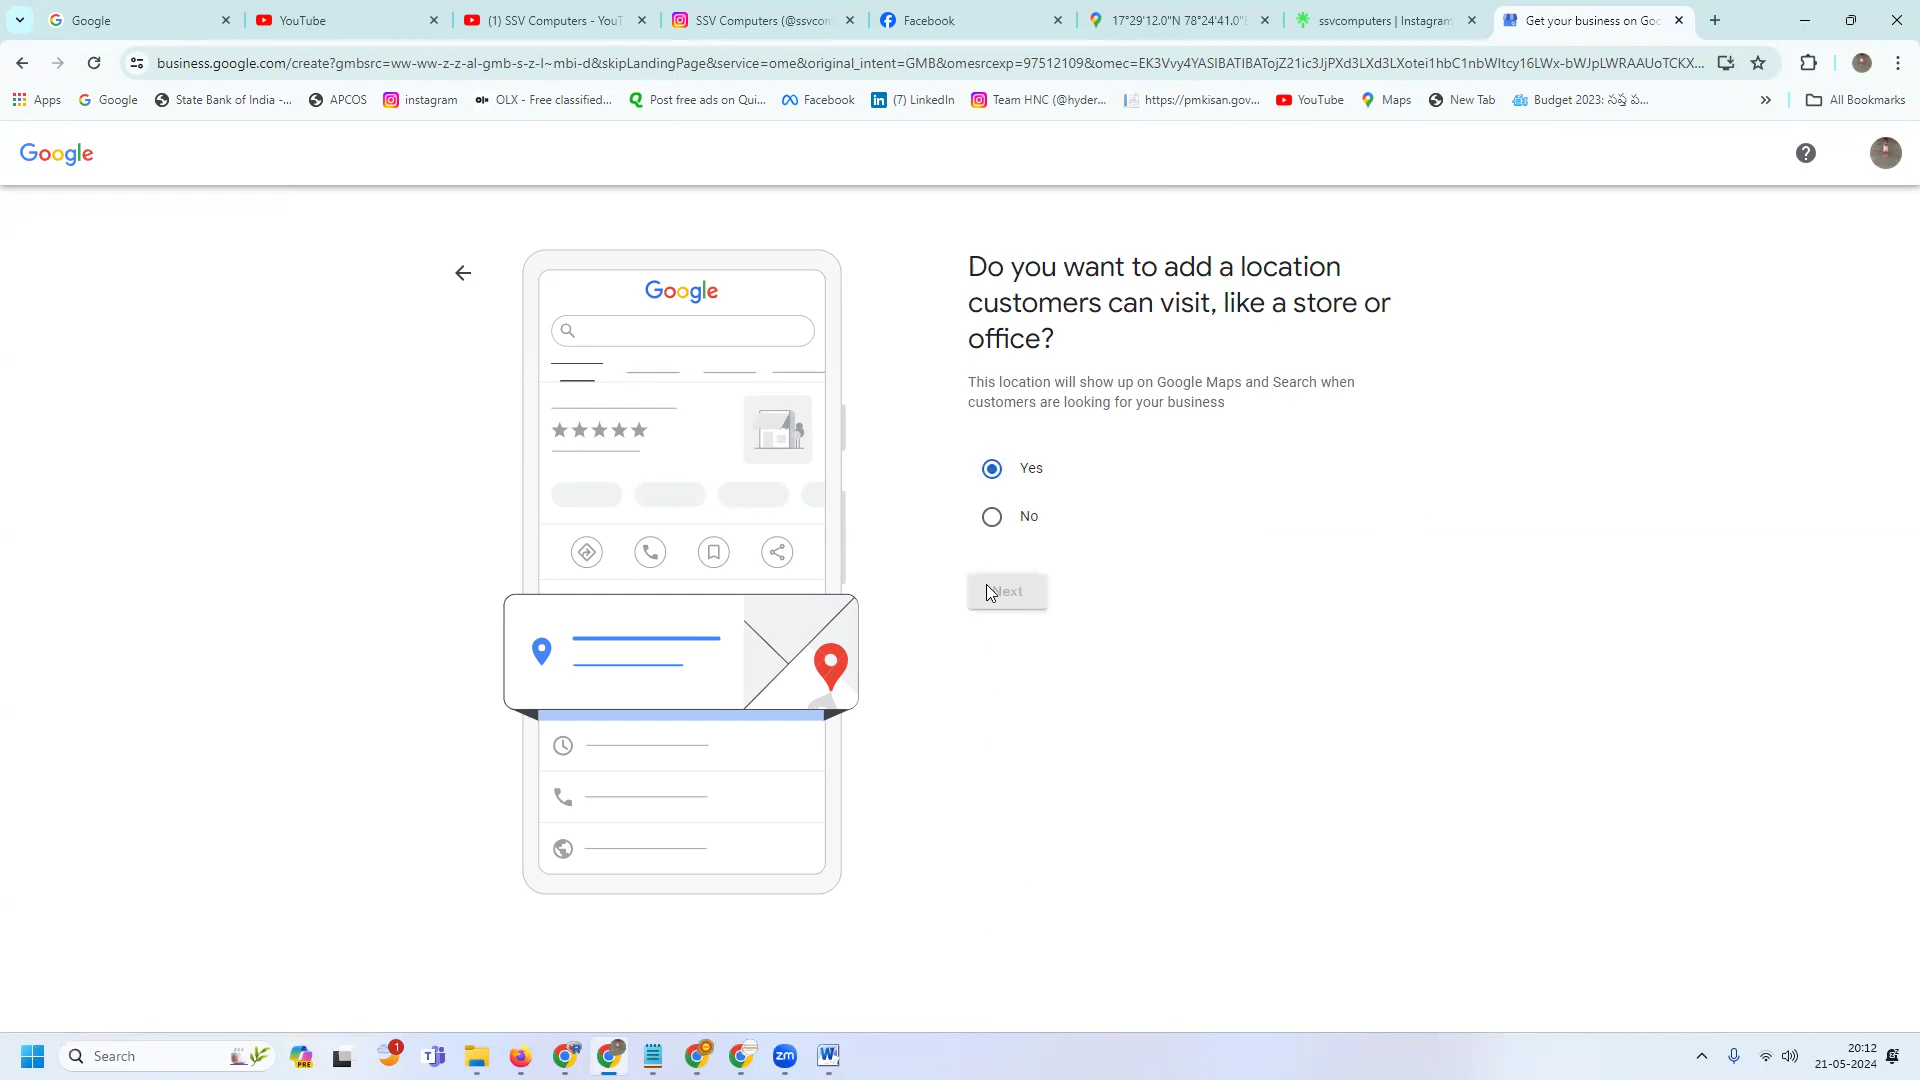 Google
YouTube
(1) SSV Computers - YouT
SSV Computers (@ssvcon
Facebook
17°29'12.0"N 78°24'41.0"E
ssvcomputers | Instagram
Get your business on Goo
business.google.com/create?gmbsrc=ww-ww-z-z-al-gmb-s-z-l~mbi-d&skipLandingPage&service=ome&original_intent=GMB&omesrcexp=97512109&omec=EK3Vvy4YASIBATIBATojZ21ic3JjPXd3LXd3LXotei1hbC1nbWItcy16LWx-bWJpLWRAAUoTCKX...
Apps
Google
State Bank of India -...
APCOS
instagram
OLX - Free classified...
Post free ads on Qui...
Facebook
(7) LinkedIn
Team HNC (@hyder...
https://pmkisan.gov...
YouTube
Maps
New Tab
Budget 2023: సప్త ప...
»
All Bookmarks
Google
Google
Do you want to add a location
customers can visit, like a store or
office?
This location will show up on Google Maps and Search when
customers are looking for your business
Yes
No
Next
Search
PRE
1
zm
20:12
21-05-2024